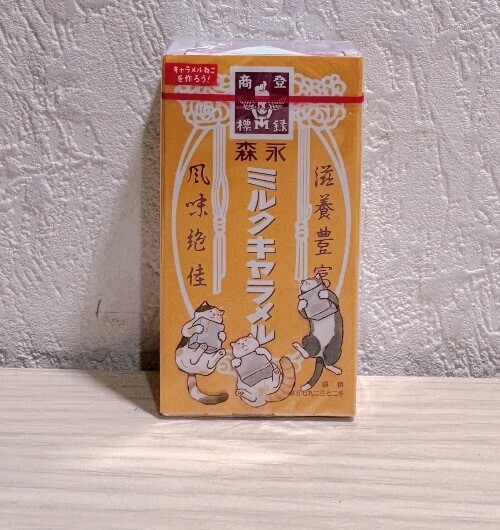 キャラメルねこ
を作ろう!
商登
標録
森永
ミルクキャラメル
滋養豊富
風味絶佳